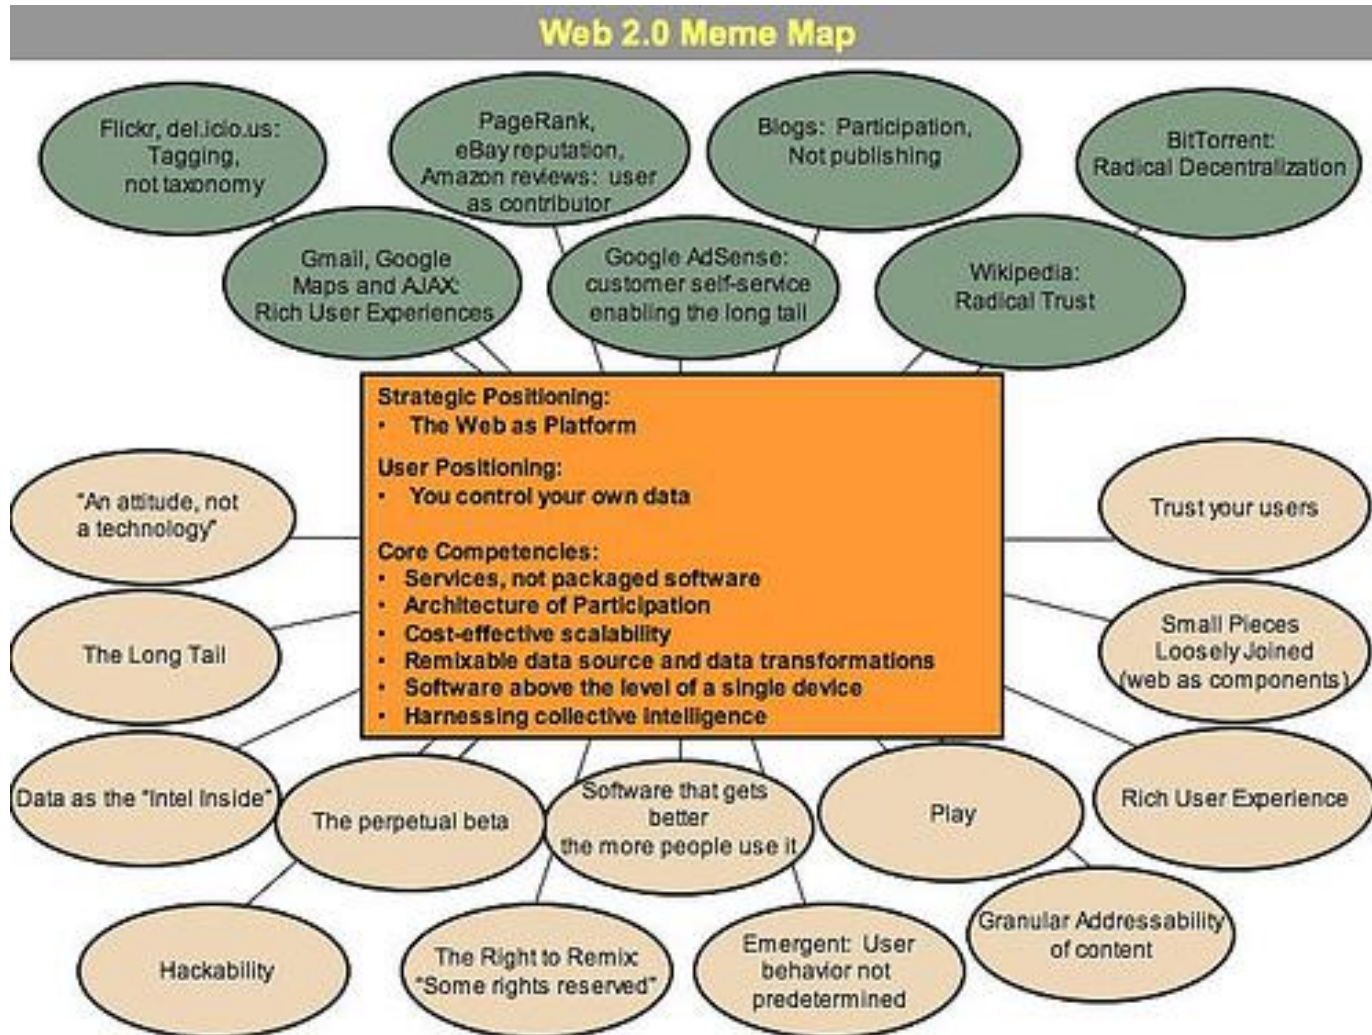 Web 2.0 Meme Map
Flickr, del.icio.us:
Tagging,
not taxonomy
PageRank,
eBay reputation,
Amazon reviews: user
as contributor
Blogs: Participation,
Not publishing
BitTorrent:
Radical Decentralization
Gmail, Google
Maps and AJAX:
Rich User Experiences
Google AdSense:
customer self-service
enabling the long tail
Wikipedia:
Radical Trust
Strategic Positioning:
• The Web as Platform
User Positioning:
• You control your own data
Core Competencies:
• Services, not packaged software
• Architecture of Participation
• Cost-effective scalability
• Remixable data source and data transformations
• Software above the level of a single device
• Harnessing collective intelligence
"An attitude, not
a technology"
Trust your users
The Long Tail
Small Pieces
Loosely Joined
(web as components)
Data as the "Intel Inside"
The perpetual beta
Software that gets
better
the more people use it
Play
Rich User Experience
Hackability
The Right to Remix:
"Some rights reserved"
Emergent: User
behavior not
predetermined
Granular Addressability
of content